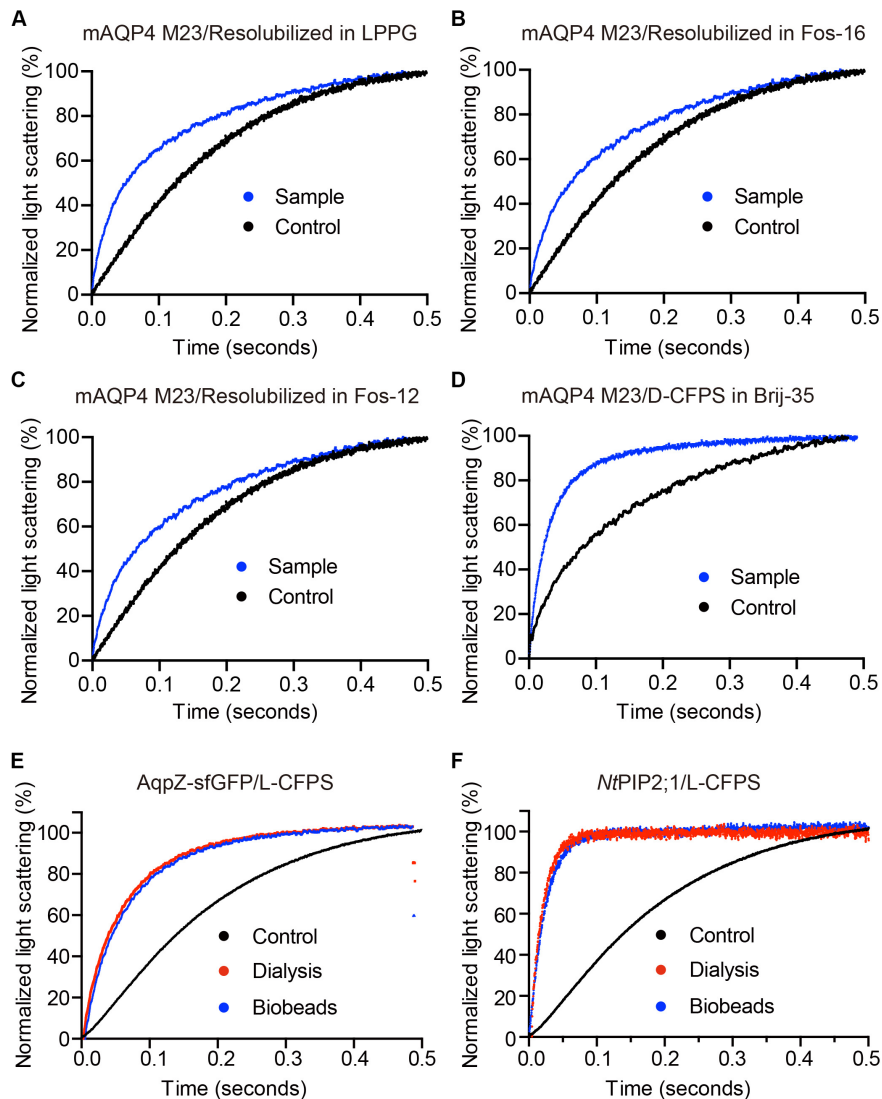 A
mAQP4 M23/Resolubilized in LPPG
Normalized light scattering (%)
100
80
60
40
20
0
Sample
Control
0.0 0.1 0.2 0.3 0.4 0.5
Time (seconds)
B
mAQP4 M23/Resolubilized in Fos-16
Normalized light scattering (%)
100
80
60
40
20
0
Sample
Control
0.0 0.1 0.2 0.3 0.4 0.5
Time (seconds)
C
mAQP4 M23/Resolubilized in Fos-12
Normalized light scattering (%)
100
80
60
40
20
0
Sample
Control
0.0 0.1 0.2 0.3 0.4 0.5
Time (seconds)
D
mAQP4 M23/D-CFPS in Brij-35
Normalized light scattering (%)
100
80
60
40
20
0
Sample
Control
0.0 0.1 0.2 0.3 0.4 0.5
Time (seconds)
E
AqpZ-sfGFP/L-CFPS
Normalized light scattering (%)
100
80
60
40
20
0
Control
Dialysis
Biobeads
0.0 0.1 0.2 0.3 0.4 0.5
Time (seconds)
F
NtPIP2;1/L-CFPS
Normalized light scattering (%)
100
80
60
40
20
0
Control
Dialysis
Biobeads
0.0 0.1 0.2 0.3 0.4 0.5
Time (seconds)